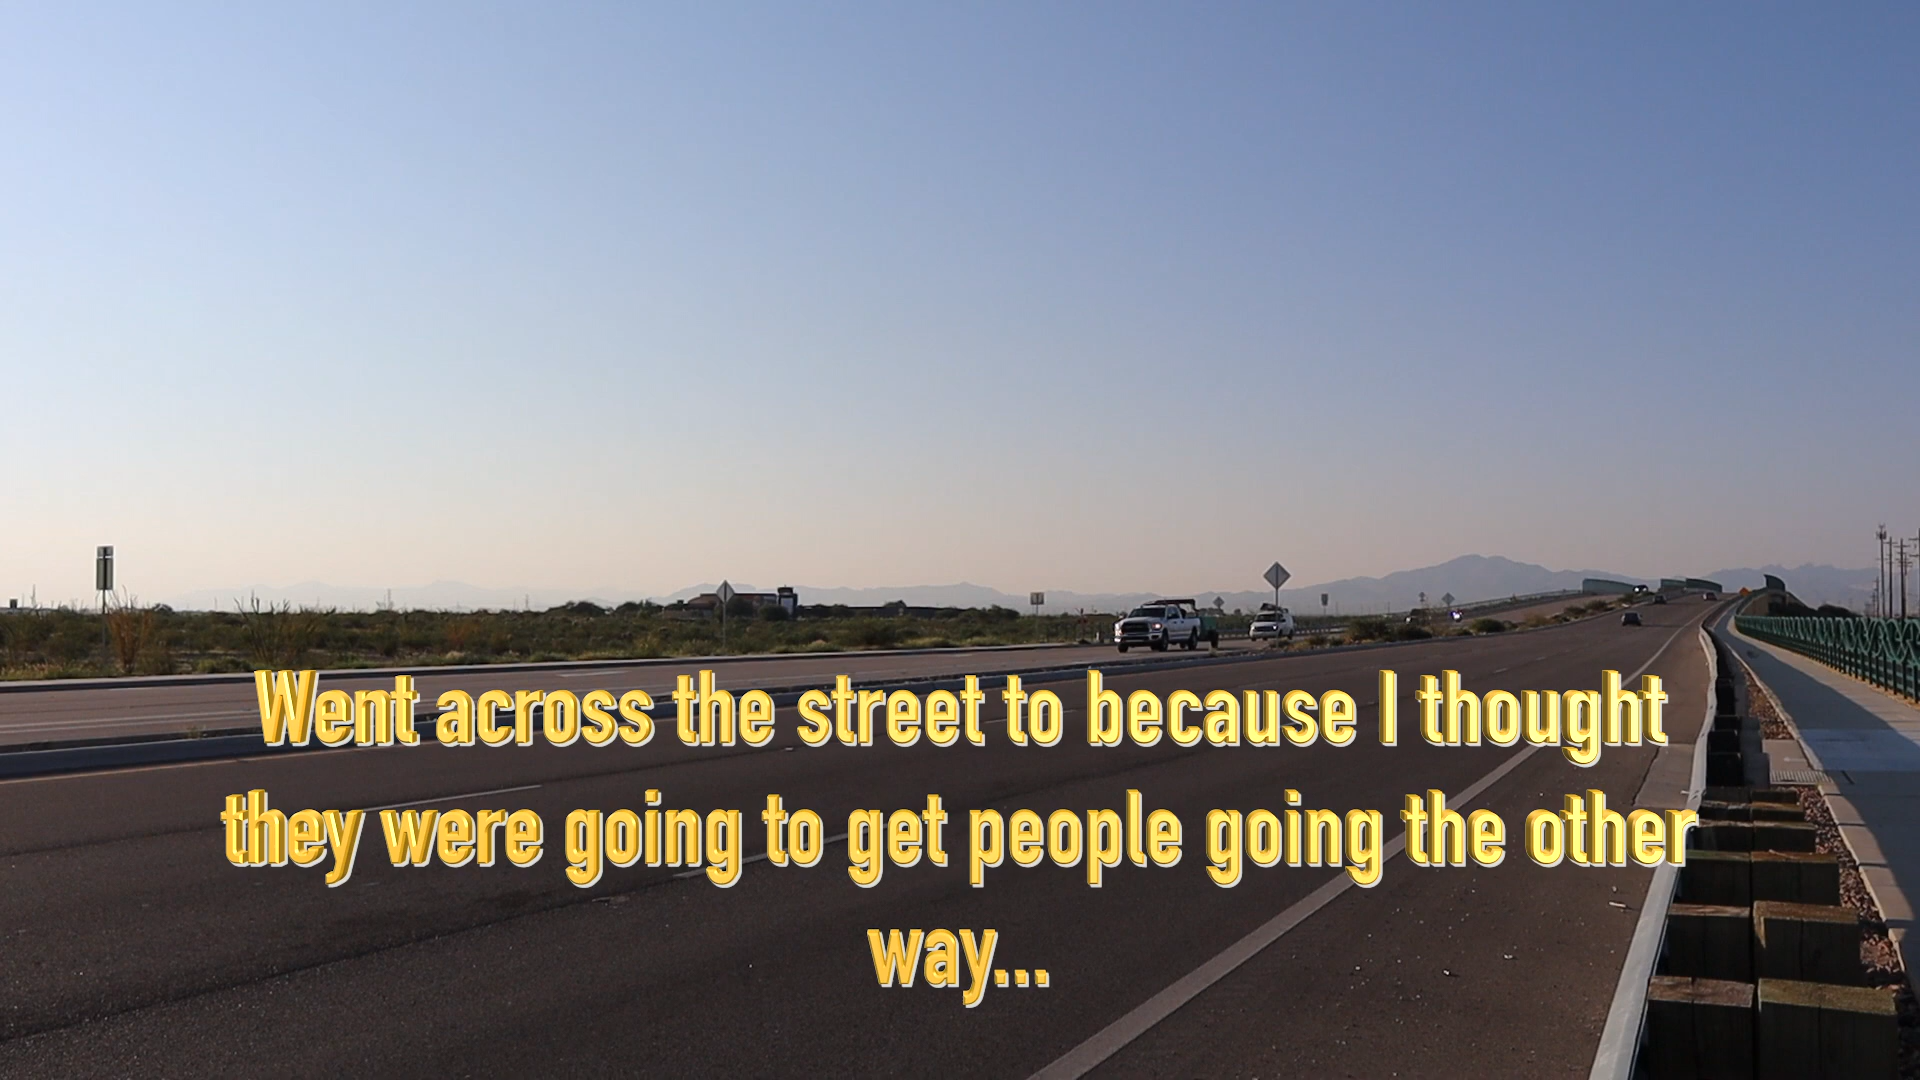 Went across the street to because I thought
they were going to get people going the other
way...